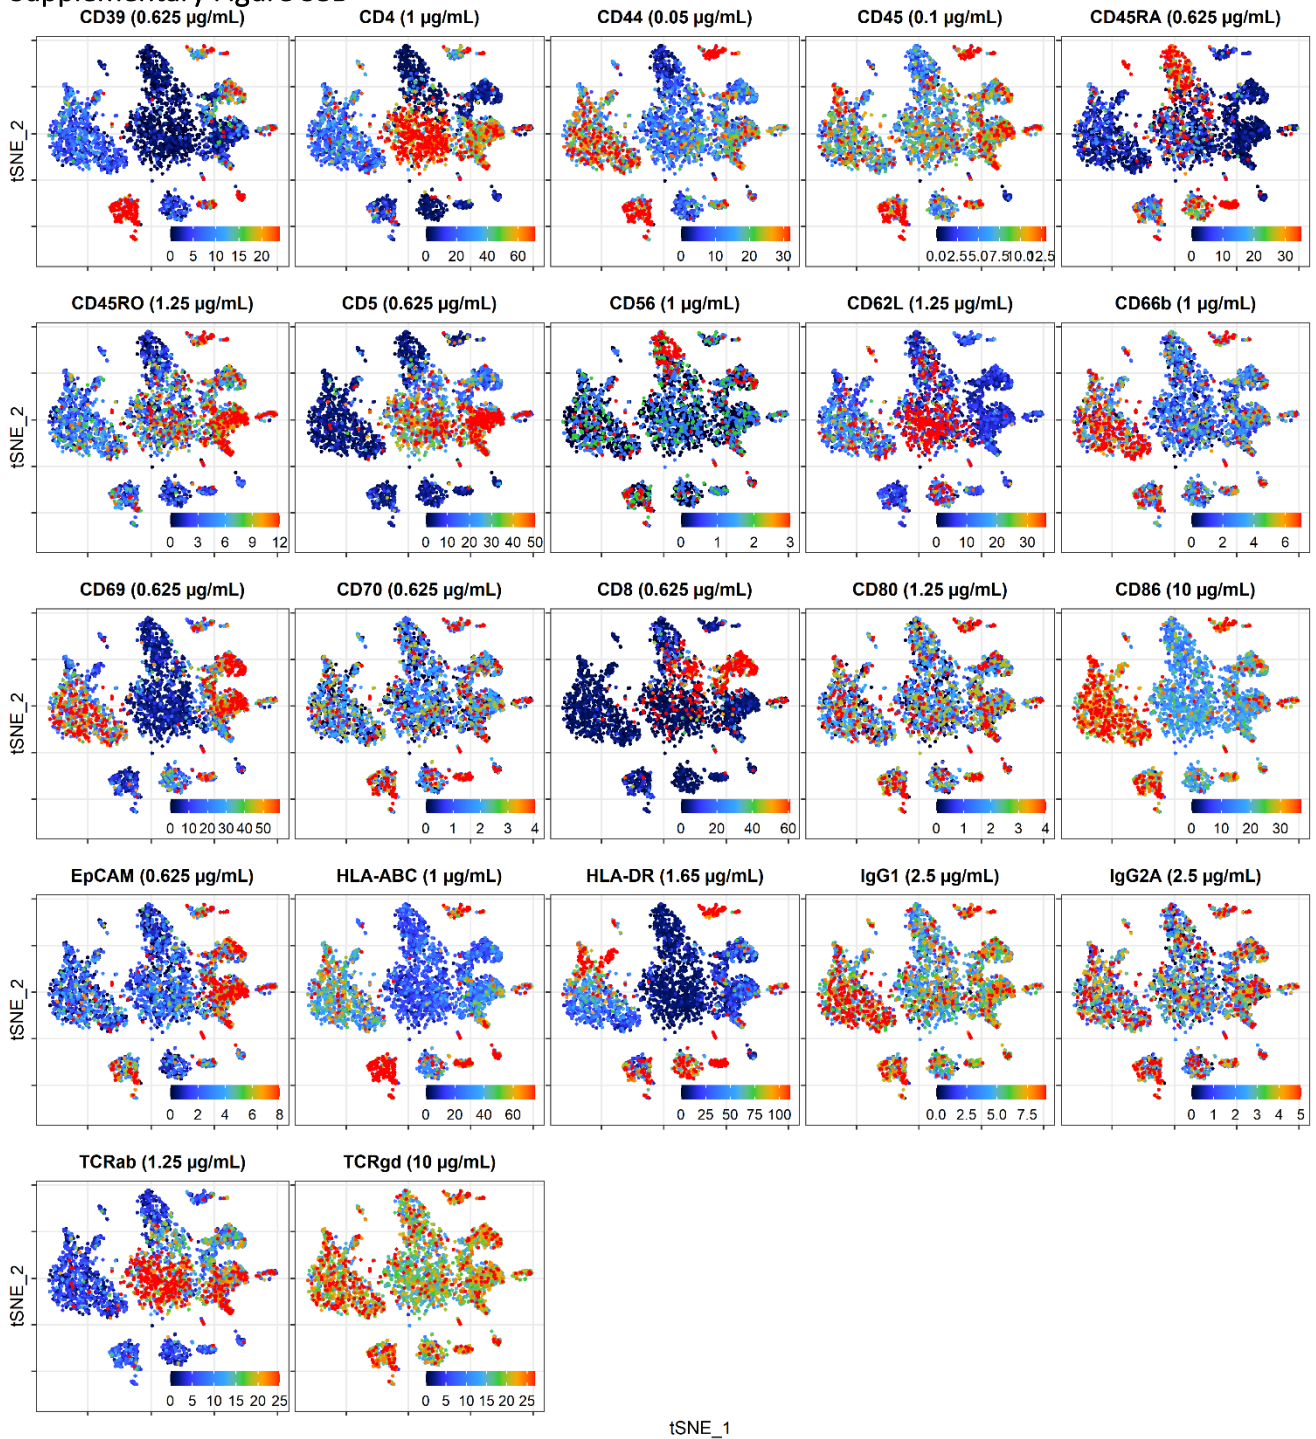 Supplementary Figure S3B
CD39 (0.625 µg/mL) CD4 (1 µg/mL) CD44 (0.05 µg/mL) CD45 (0.1 µg/mL) CD45RA (0.625 µg/mL)
tSNE_2
0 5 10 15 20 0 20 40 60 0 10 20 30 0.02.55.07.510.012.5 0 10 20 30
CD45RO (1.25 µg/mL) CD5 (0.625 µg/mL) CD56 (1 µg/mL) CD62L (1.25 µg/mL) CD66b (1 µg/mL)
tSNE_2
0 3 6 9 12 0 10 20 30 40 50 0 1 2 3 0 10 20 30 0 2 4 6
CD69 (0.625 µg/mL) CD70 (0.625 µg/mL) CD8 (0.625 µg/mL) CD80 (1.25 µg/mL) CD86 (10 µg/mL)
tSNE_2
0 10 20 30 40 50 0 1 2 3 4 0 20 40 60 0 1 2 3 4 0 10 20 30
EpCAM (0.625 µg/mL) HLA-ABC (1 µg/mL) HLA-DR (1.65 µg/mL) IgG1 (2.5 µg/mL) IgG2A (2.5 µg/mL)
tSNE_2
0 2 4 6 8 0 20 40 60 0 25 50 75 100 0.0 2.5 5.0 7.5 0 1 2 3 4 5
TCRab (1.25 µg/mL) TCRgd (10 µg/mL)
tSNE_2
0 5 10 15 20 25 0 5 10 15 20 25
tSNE_1